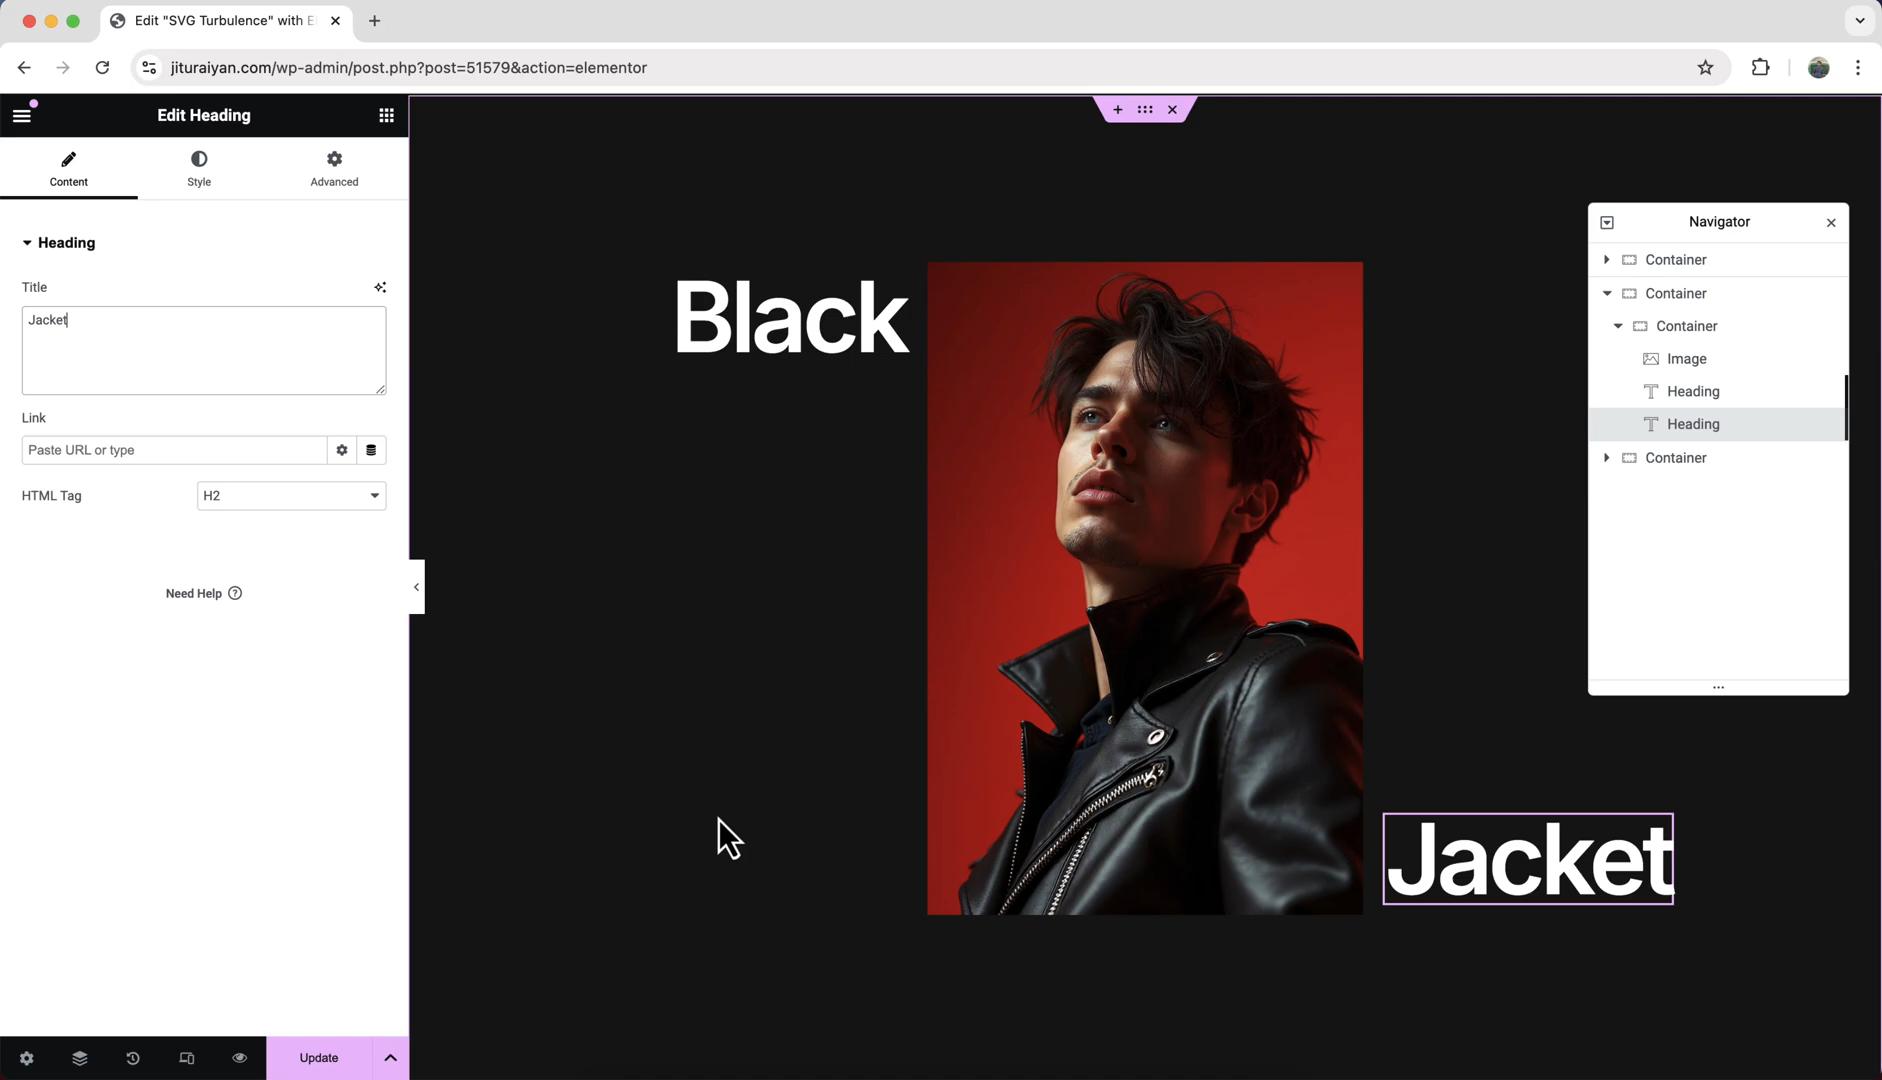 Edit "SVG Turbulence" with E
jituraiyan.com/wp-admin/post.php?post=51579&action=elementor
Edit Heading
Content
Style
Advanced
Heading
Title
Jacket
Link
Paste URL or type
HTML Tag
H2
Need Help
Update
Black
Jacket
Navigator
Container
Container
Container
Image
Heading
Heading
Container